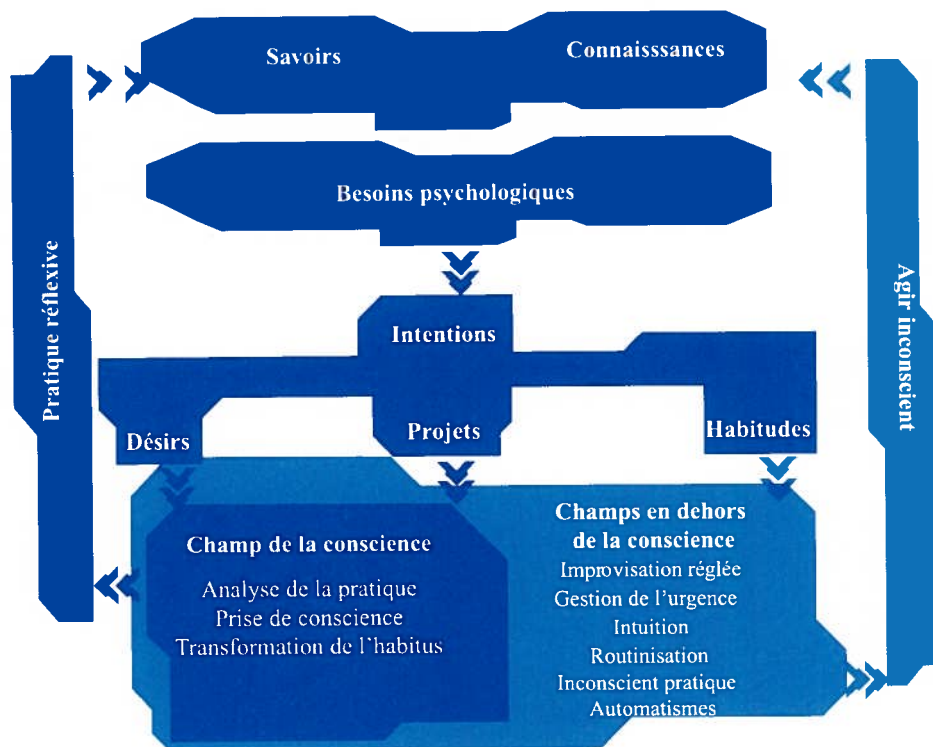 Savoirs
Connaisssances
Besoins psychologiques
Pratique réflexive
Agir inconscient
Intentions
Désirs
Projets
Habitudes
Champ de la conscience
Analyse de la pratique
Prise de conscience
Transformation de l'habitus
Champs en dehors
de la conscience
Improvisation réglée
Gestion de l'urgence
Intuition
Routinisation
Inconscient pratique
Automatismes